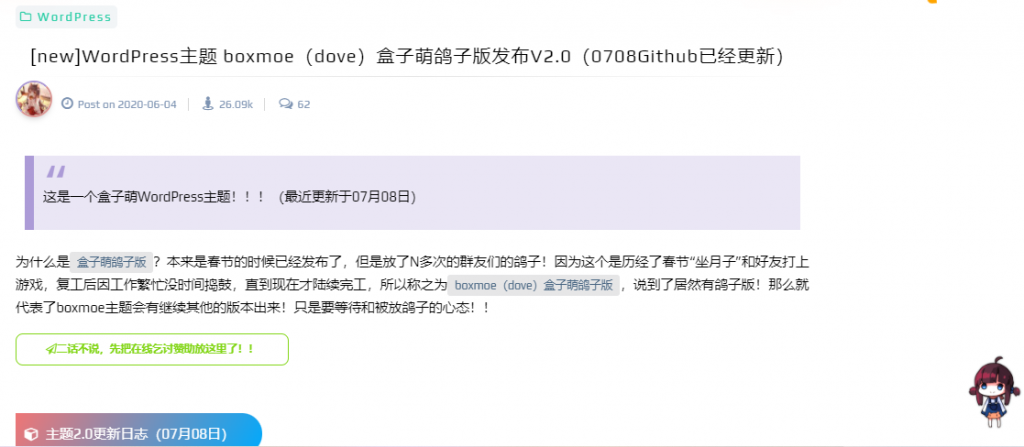 WordPress
[new]WordPress主题 boxmoe（dove）盒子萌鸽子版发布V2.0（0708Github已经更新）
Post on 2020-06-04 26.09k 62
这是一个盒子萌WordPress主题！！！（最近更新于07月08日）
为什么是 盒子萌鸽子版 ？本来是春节的时候已经发布了，但是放了N多次的群友们的鸽子！因为这个是历经了春节“坐月子”和好友打上
游戏，复工后因工作繁忙没时间捣鼓，直到现在才陆续完工，所以称之为 boxmoe（dove）盒子萌鸽子版 ，说到了居然有鸽子版！那么就
代表了boxmoe主题会有继续其他的版本出来！只是要等待和被放鸽子的心态！！
二话不说，先把在线乞讨赞助放这里了！！
主题2.0更新日志（07月08日）